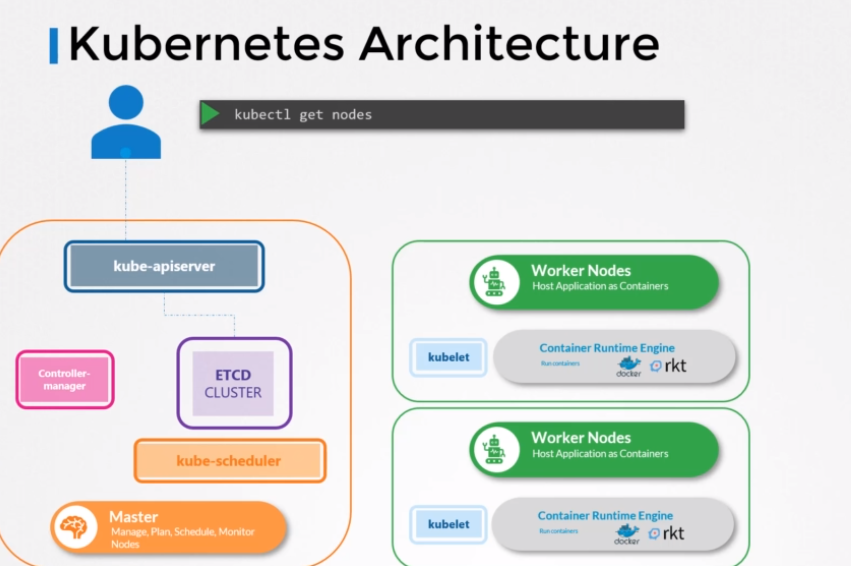 Kubernetes Architecture
kubectl get nodes
kube-apiserver
Controller-
manager
ETCD
CLUSTER
kube-scheduler
Master
Manage, Plan, Schedule, Monitor
Nodes
Worker Nodes
Host Application as Containers
kubelet
Container Runtime Engine
Run containers
docker
rkt
Worker Nodes
Host Application as Containers
kubelet
Container Runtime Engine
Run containers
docker
rkt